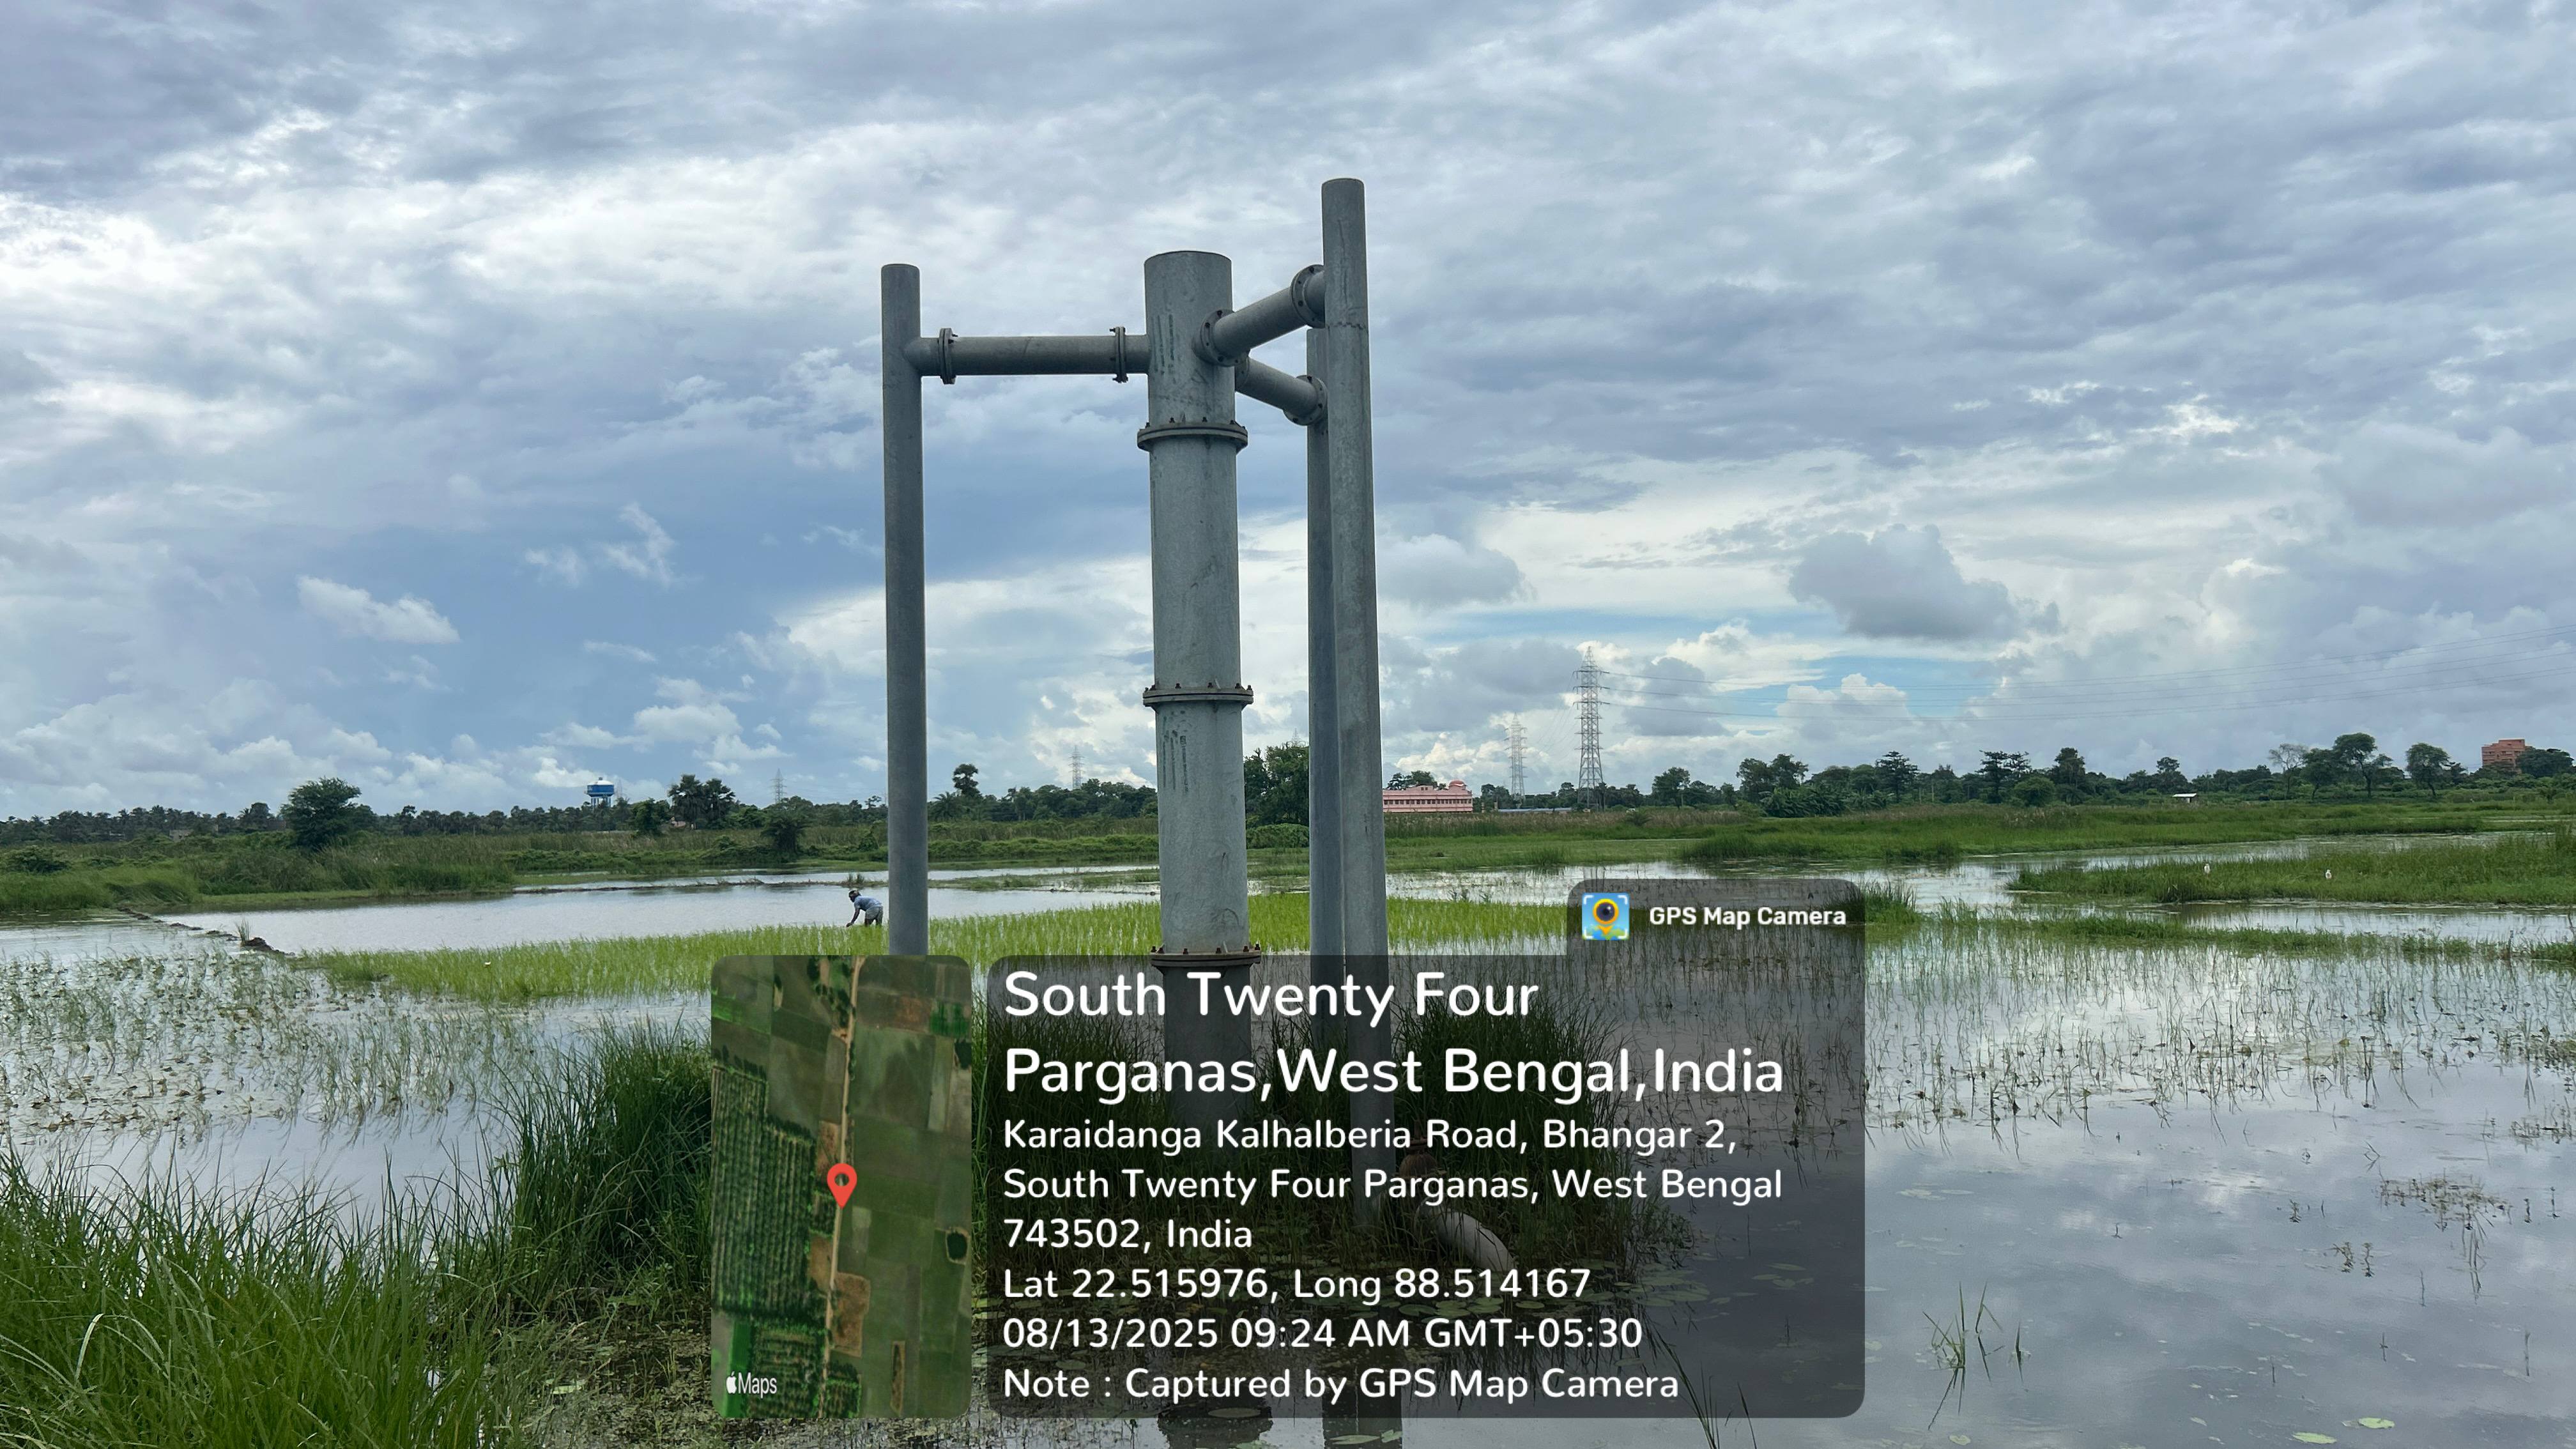 GPS Map Camera
South Twenty Four
Parganas,West Bengal,India
Karaidanga Kalhalberia Road, Bhangar 2,
South Twenty Four Parganas, West Bengal
743502, India
Lat 22.515976, Long 88.514167
08/13/2025 09:24 AM GMT+05:30
Note : Captured by GPS Map Camera
Maps